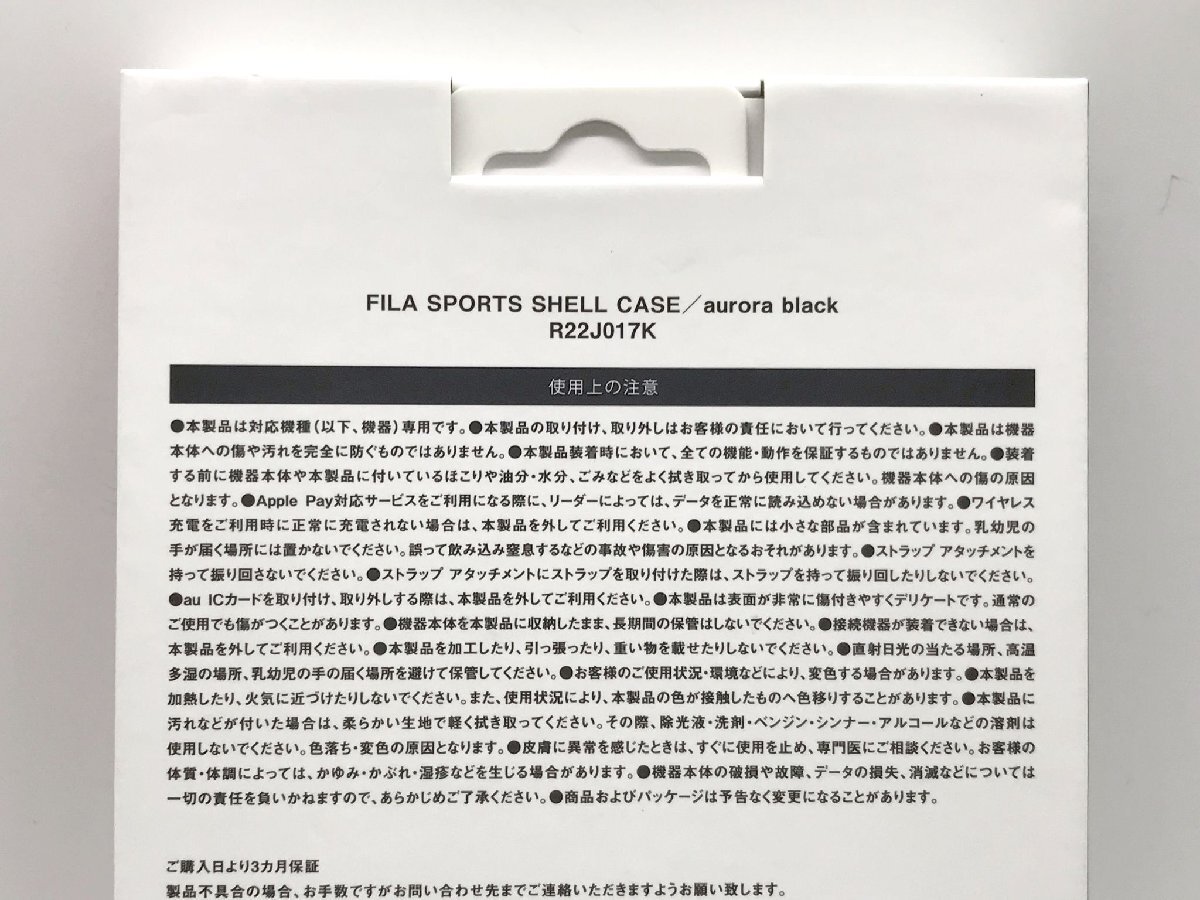 FILA SPORTS SHELL CASE／aurora black
R22J017K
使用上の注意
●本製品は対応機種(以下、機器)専用です。●本製品の取り付け、取り外しはお客様の責任において行ってください。●本製品は機器
本体への傷や汚れを完全に防ぐものではありません。●本製品装着時において、全ての機能・動作を保証するものではありません。●装着
する前に機器本体や本製品に付いているほこりや油分・水分、ごみなどをよく拭き取ってから使用してください。機器本体への傷の原因
となります。●Apple Pay対応サービスをご利用になる際に、リーダーによっては、データを正常に読み込めない場合があります。●ワイヤレス
充電をご利用時に正常に充電されない場合は、本製品を外してご利用ください。●本製品には小さな部品が含まれています。乳幼児の
手が届く場所には置かないでください。誤って飲み込み窒息するなどの事故や傷害の原因となるおそれがあります。●ストラップ アタッチメントを
持って振り回さないでください。●ストラップ アタッチメントにストラップを取り付けた際は、ストラップを持って振り回したりしないでください。
●au ICカードを取り付け、取り外しする際は、本製品を外してご利用ください。●本製品は表面が非常に傷付きやすくデリケートです。通常の
ご使用でも傷がつくことがあります。●機器本体を本製品に収納したまま、長期間の保管はしないでください。●接続機器が装着できない場合は、
本製品を外してご利用ください。●本製品を加工したり、引っ張ったり、重い物を載せたりしないでください。●直射日光の当たる場所、高温
多湿の場所、乳幼児の手の届く場所を避けて保管してください。●お客様のご使用状況・環境などにより、変色する場合があります。●本製品を
加熱したり、火気に近づけたりしないでください。また、使用状況により、本製品の色が接触したものへ色移りすることがあります。●本製品に
汚れなどが付いた場合は、柔らかい生地で軽く拭き取ってください。その際、除光液・洗剤・ベンジン・シンナー・アルコールなどの溶剤は
使用しないでください。色落ち・変色の原因となります。●皮膚に異常を感じたときは、すぐに使用を止め、専門医にご相談ください。お客様の
体質・体調によっては、かゆみ・かぶれ・湿疹などを生じる場合があります。●機器本体の破損や故障、データの損失、消滅などについては
一切の責任を負いかねますので、あらかじめご了承ください。●商品およびパッケージは予告なく変更になることがあります。
ご購入日より3カ月保証
製品不具合の場合、お手数ですがお問い合わせ先までご連絡いただきますようお願い致します。